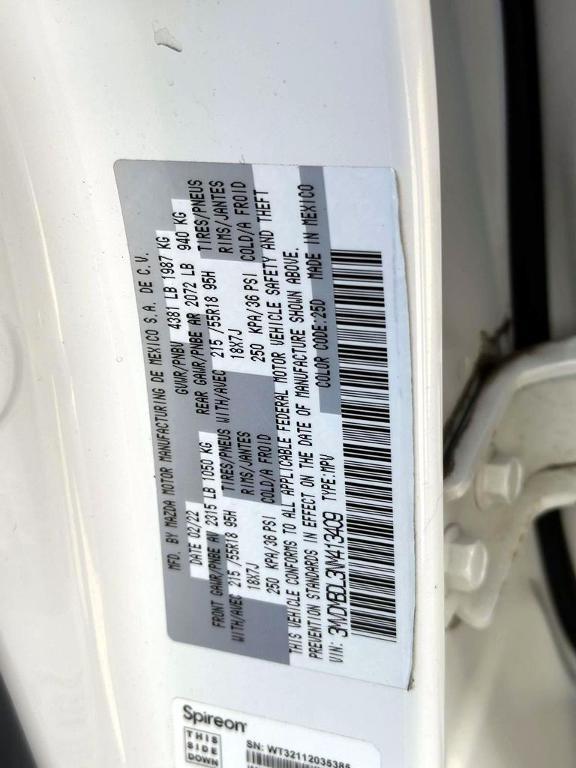 MFD. BY MAZDA MOTOR MANUFACTURING DE MEXICO S.A. DE C.V.
DATE 02/22 GVWR/PNBV 4381 LB 1987 KG
FRONT GAWR/PNBE AV 2315 LB 1050 KG REAR GAWR/PNBE AR 2072 LB 940 KG
WITH/AVEC 215 /55R18 95H TIRES/PNEUS WITH/AVEC 215 /55R18 95H TIRES/PNEUS
18X7J RIMS/JANTES 18X7J RIMS/JANTES
250 KPA/36 PSI COLD/A FROID 250 KPA/36 PSI COLD/A FROID
THIS VEHICLE CONFORMS TO ALL APPLICABLE FEDERAL MOTOR VEHICLE SAFETY AND THEFT
PREVENTION STANDARDS IN EFFECT ON THE DATE OF MANUFACTURE SHOWN ABOVE.
VIN: 3MVDMBDL3NM413409 TYPE:MPV COLOR CODE:25D MADE IN MEXICO
Spireon
THIS
SIDE
DOWN
SN: WT32112035385